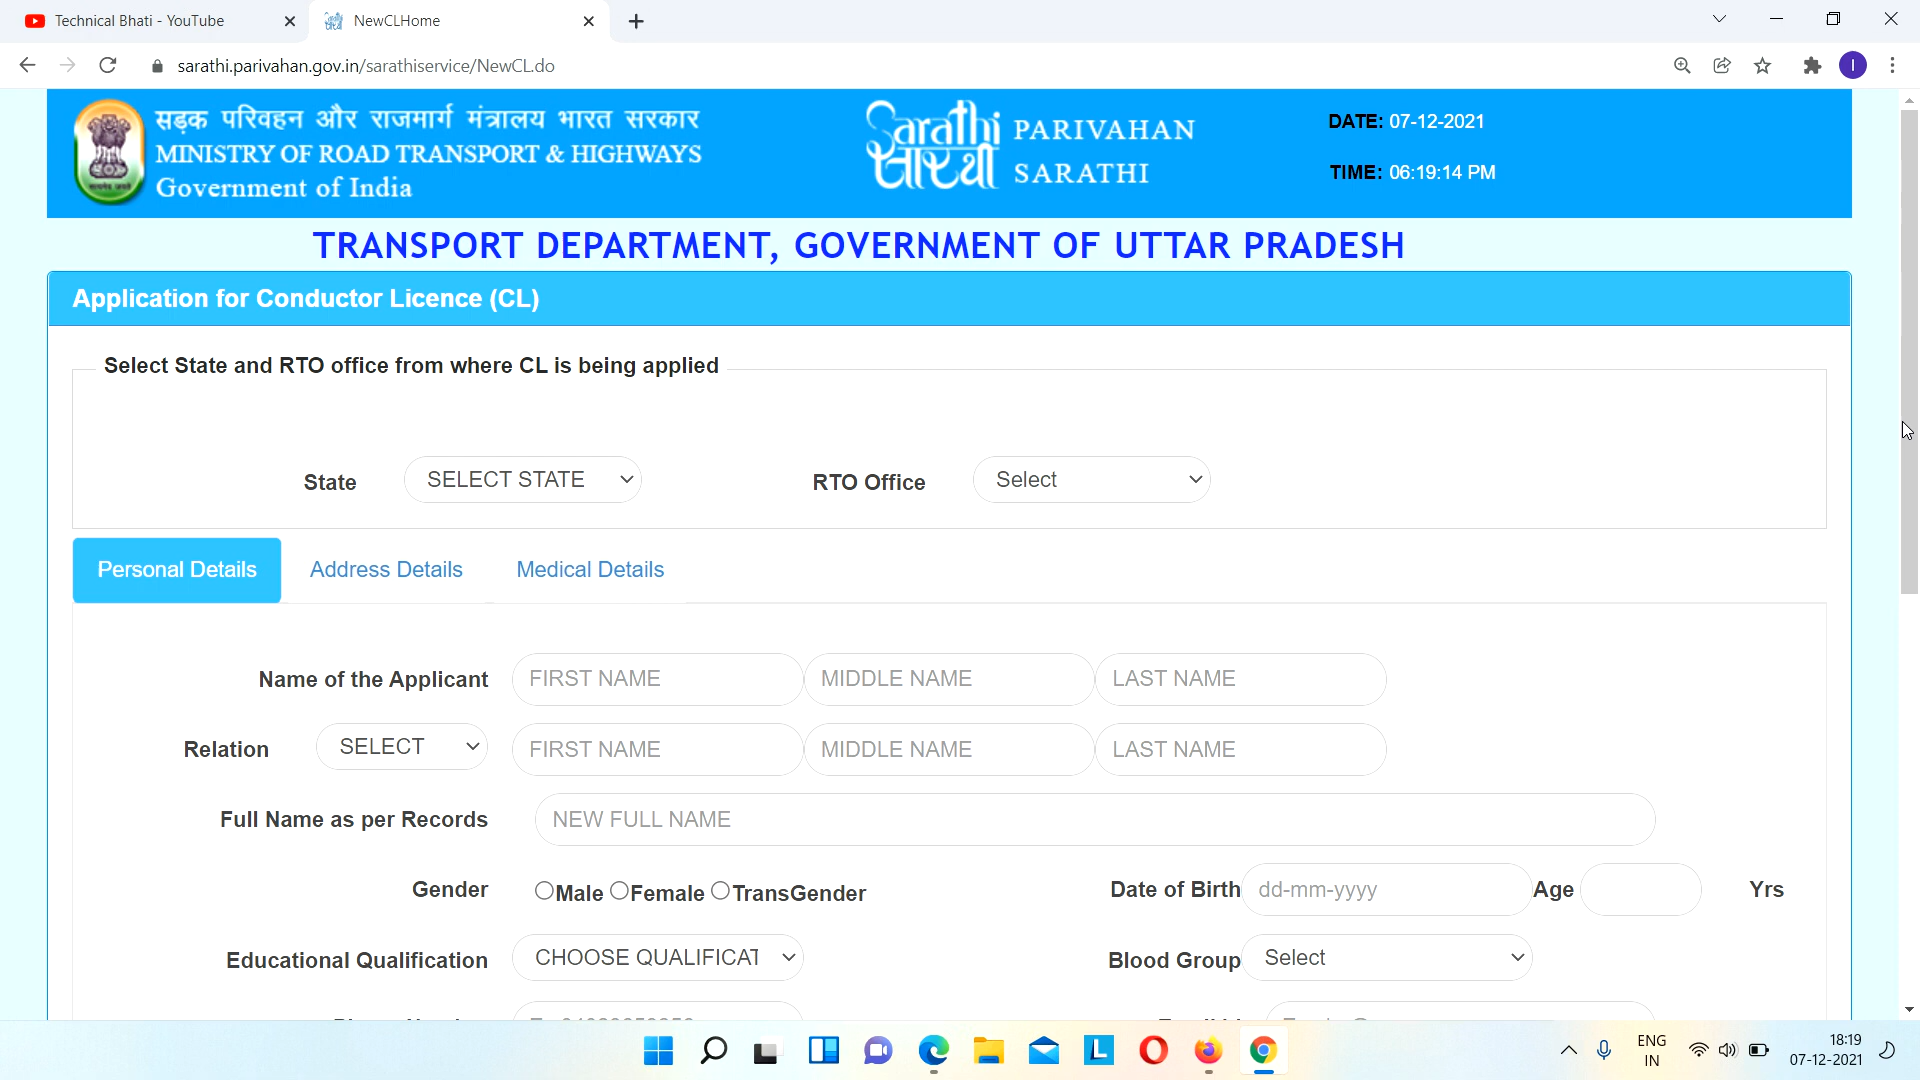 Technical Bhati - YouTube
NewCLHome
sarathi.parivahan.gov.in/sarathiservice/NewCL.do
I
सड़क परिवहन और राजमार्ग मंत्रालय भारत सरकार
MINISTRY OF ROAD TRANSPORT & HIGHWAYS
Government of India
Sarathi
सारथी
PARIVAHAN
SARATHI
DATE: 07-12-2021
TIME: 06:19:14 PM
TRANSPORT DEPARTMENT, GOVERNMENT OF UTTAR PRADESH
Application for Conductor Licence (CL)
Select State and RTO office from where CL is being applied
State SELECT STATE RTO Office Select
Personal Details Address Details Medical Details
Name of the Applicant FIRST NAME MIDDLE NAME LAST NAME
Relation SELECT FIRST NAME MIDDLE NAME LAST NAME
Full Name as per Records NEW FULL NAME
Gender Male Female TransGender Date of Birth dd-mm-yyyy Age Yrs
Educational Qualification CHOOSE QUALIFICAT Blood Group Select
ENG
IN
18:19
07-12-2021